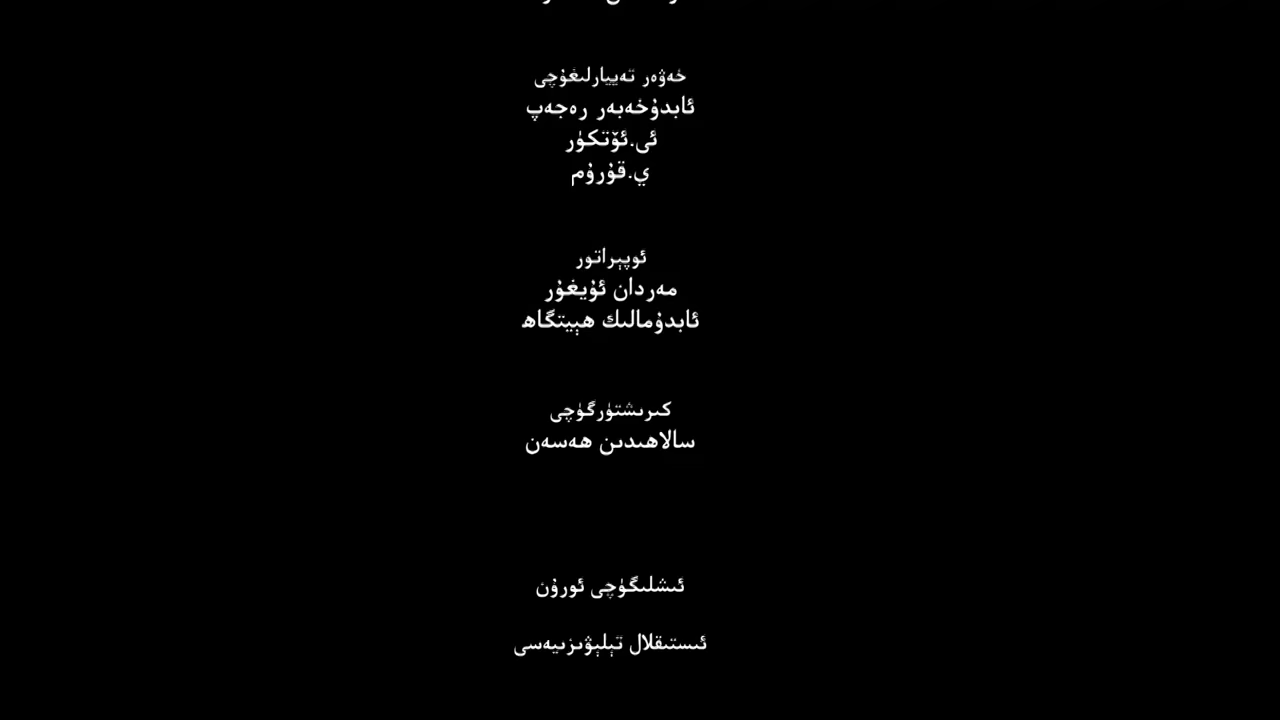 خەۋەر تەييارلىغۇچى
ئابدۇخەبەر رەجەپ
ئى.ئۆتكۈر
ي.قۇرۇم
ئوپېراتور
مەردان ئۇيغۇر
ئابدۇمالىك ھېيتگاھ
كىرىشتۈرگۈچى
سالاھىدىن ھەسەن
ئىشلىگۈچى ئورۇن
ئىستىقلال تېلېۋىزىيەسى